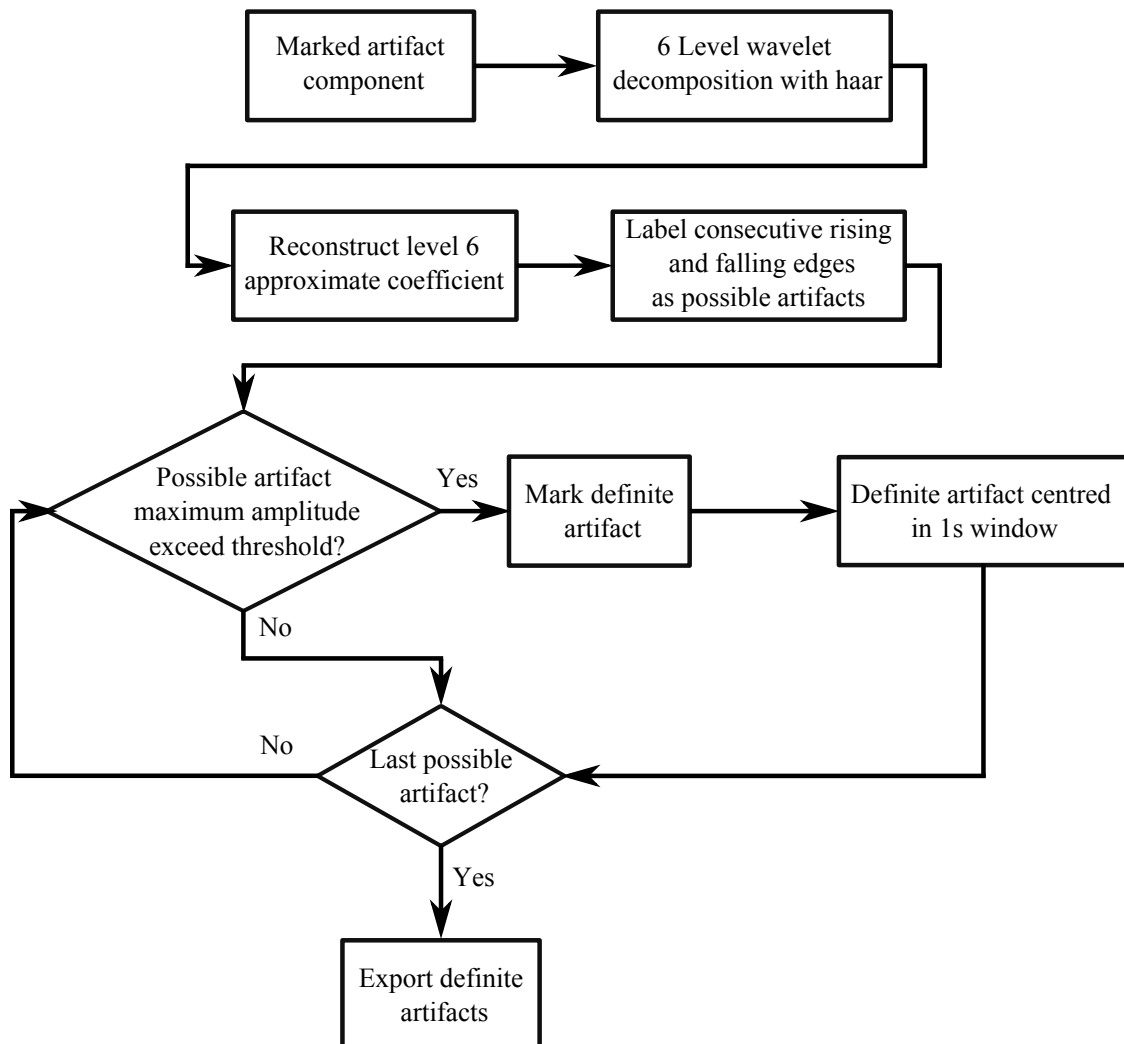 Marked artifact
component
6 Level wavelet
decomposition with haar
Reconstruct level 6
approximate coefficient
Label consecutive rising
and falling edges
as possible artifacts
Possible artifact
maximum amplitude
exceed threshold?
Yes
Mark definite
artifact
Definite artifact centred
in 1s window
No
No
Last possible
artifact?
Yes
Export definite
artifacts